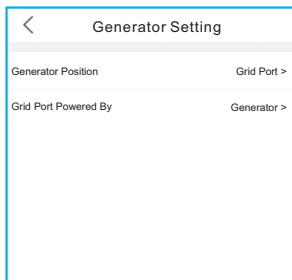 Generator Setting
Generator Position Grid Port >
Grid Port Powered By Generator >